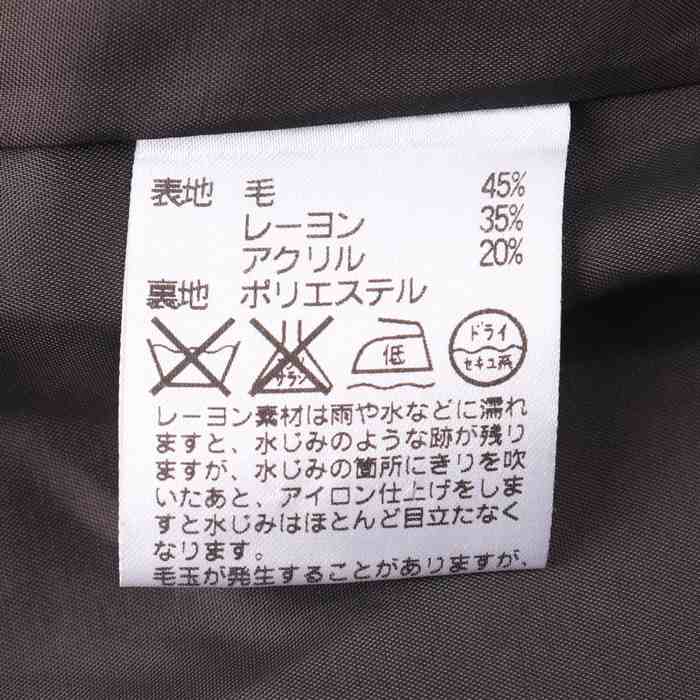 表地 毛 45%
レーヨン 35%
アクリル 20%
裏地 ポリエステル
エンソ
サラシ
低
ドライ
セキユ系
レーヨン素材は雨や水などに濡れ
ますと、水じみのような跡が残り
ますが、水じみの箇所にきりを吹
いたあと、アイロン仕上げをしま
すと水じみはほとんど目立たなく
なります。
毛玉が発生することがありますが、